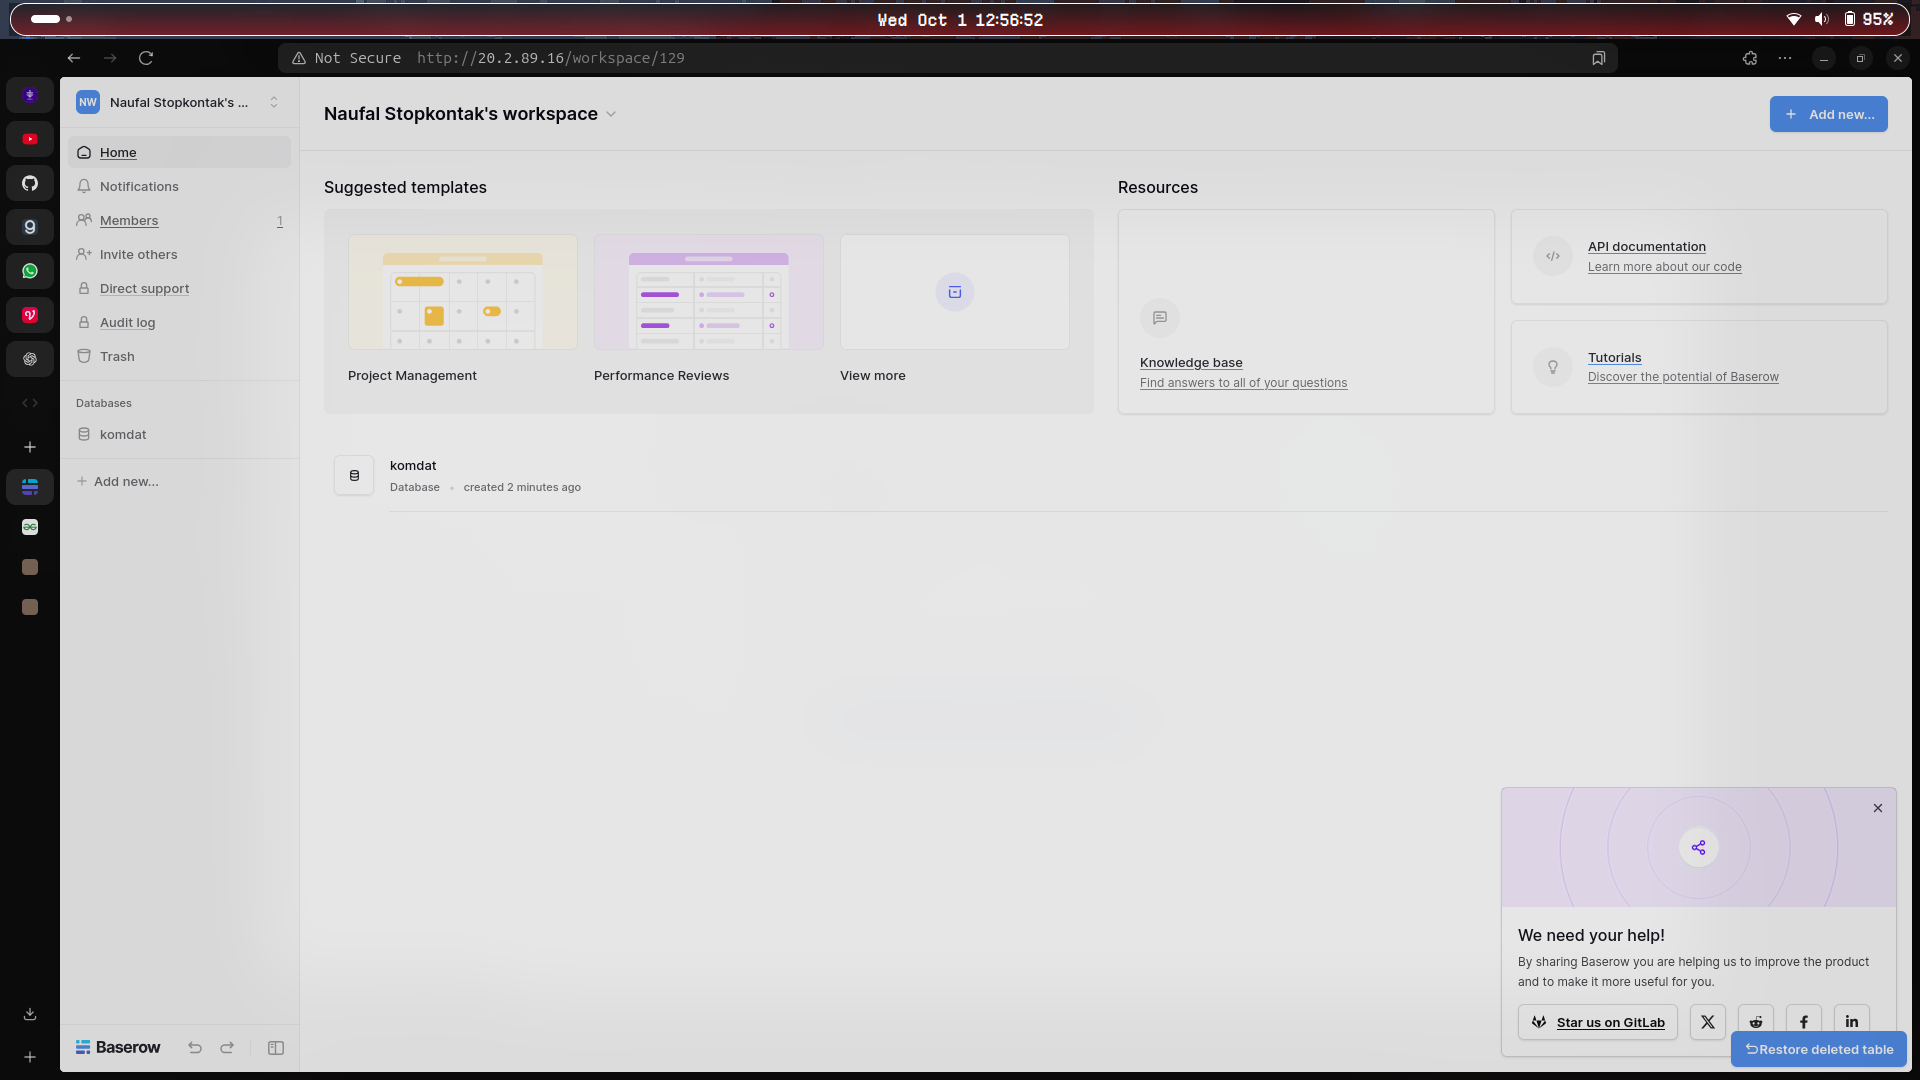 Wed Oct 1 12:56:52
95%
Not Secure http://20.2.89.16/workspace/129
NW Naufal Stopkontak's ...
Home
Notifications
Members 1
Invite others
Direct support
Audit log
Trash
Databases
komdat
+ Add new...
Baserow
Naufal Stopkontak's workspace
+ Add new...
Suggested templates
Project Management
Performance Reviews
View more
Resources
Knowledge base
Find answers to all of your questions
API documentation
Learn more about our code
Tutorials
Discover the potential of Baserow
komdat
Database • created 2 minutes ago
We need your help!
By sharing Baserow you are helping us to improve the product
and to make it more useful for you.
Star us on GitLab
Restore deleted table